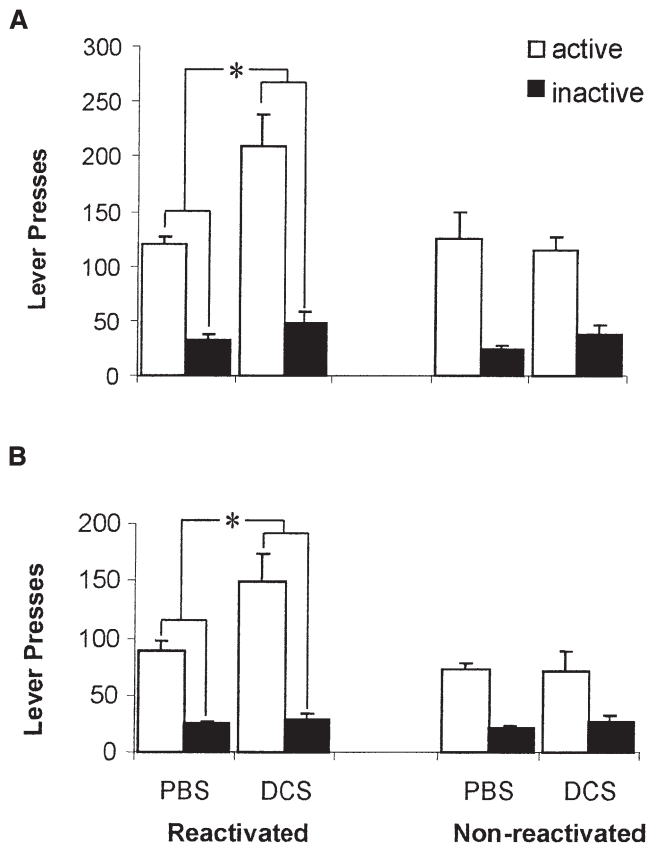 A
300
250
200
150
100
50
0
Lever Presses
*
active
inactive
B
200
150
100
50
0
Lever Presses
*
PBS DCS PBS DCS
Reactivated Non-reactivated